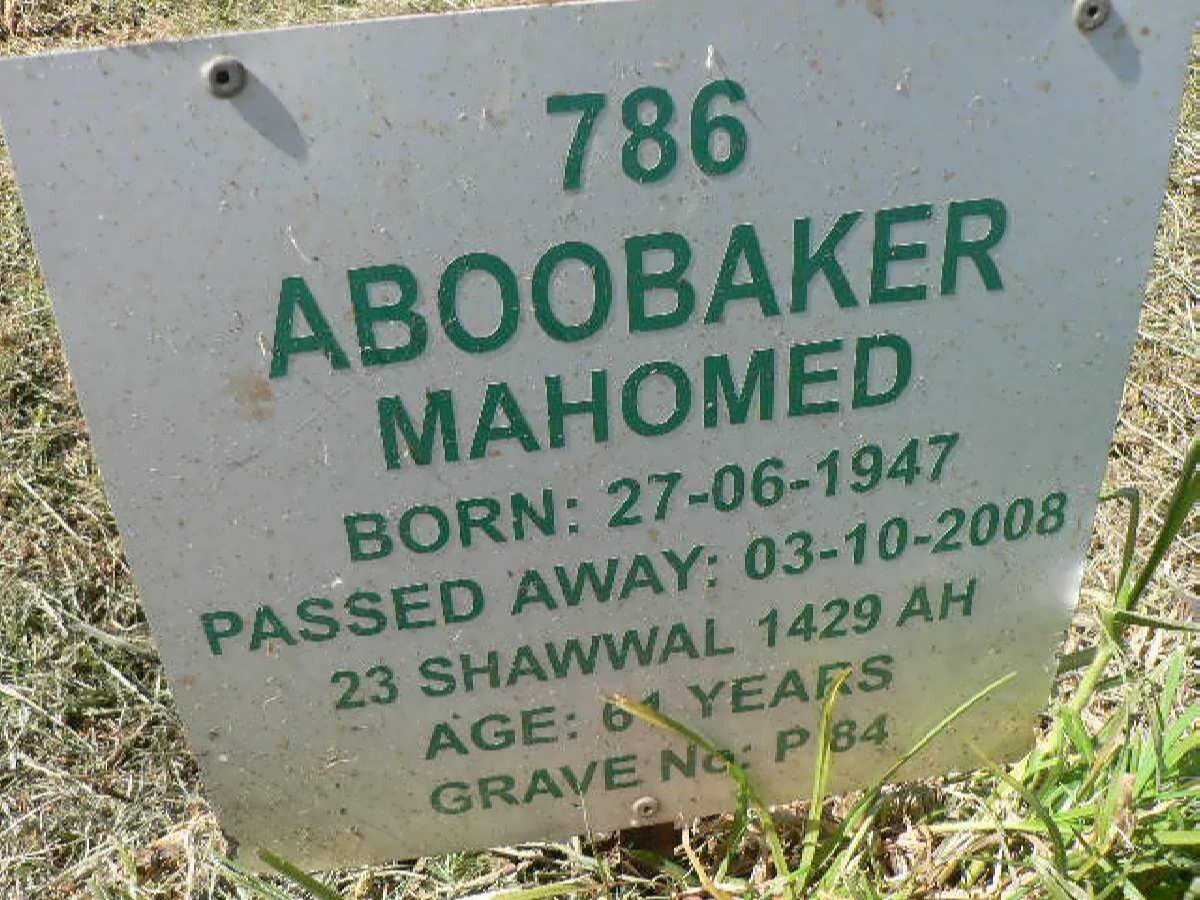 786
ABOOBAKER
MAHOMED
BORN: 27-06-1947
PASSED AWAY: 03-10-2008
23 SHAWWAL 1429 AH
AGE: 61 YEARS
GRAVE No: P 84